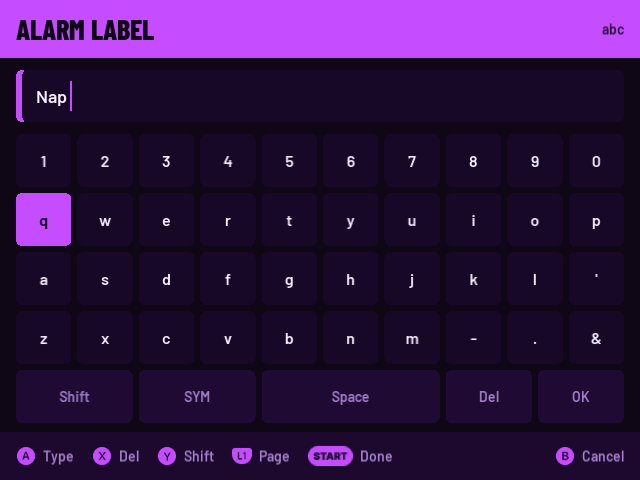 ALARM LABEL
abc
Nap
1 2 3 4 5 6 7 8 9 0
q w e r t y u i o p
a s d f g h j k l '
z x c v b n m - . &
Shift SYM Space Del OK
A Type X Del Y Shift L1 Page START Done B Cancel